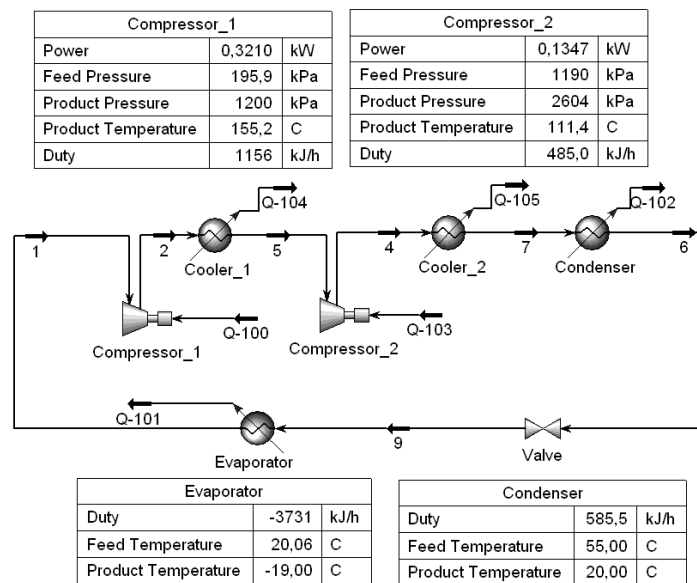 Compressor_1
Power 0,3210 kW
Feed Pressure 195,9 kPa
Product Pressure 1200 kPa
Product Temperature 155,2 C
Duty 1156 kJ/h
Compressor_2
Power 0,1347 kW
Feed Pressure 1190 kPa
Product Pressure 2604 kPa
Product Temperature 111,4 C
Duty 485,0 kJ/h
Q-104
Q-105
Q-102
1
2
Cooler_1
5
4
Cooler_2
7
Condenser
6
Compressor_1
Q-100
Compressor_2
Q-103
Q-101
Evaporator
9
Valve
Evaporator
Duty -3731 kJ/h
Feed Temperature 20,06 C
Product Temperature -19,00 C
Condenser
Duty 585,5 kJ/h
Feed Temperature 55,00 C
Product Temperature 20,00 C